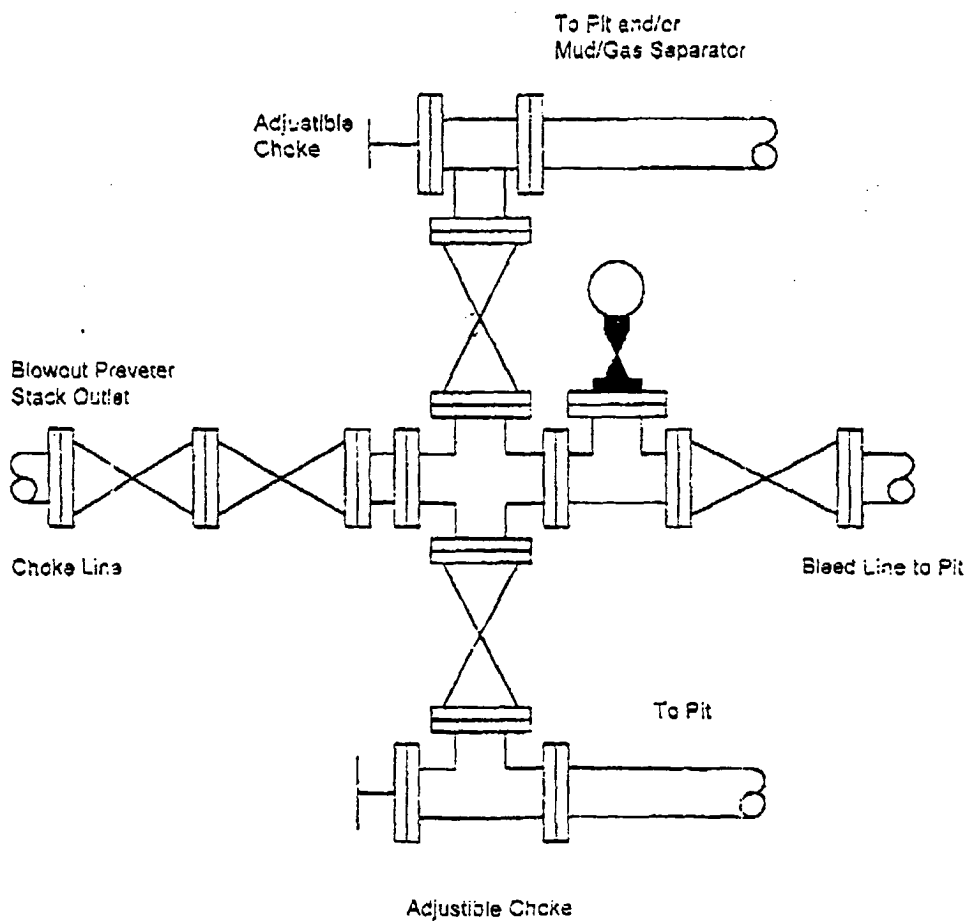 To Pit and/or
Mud/Gas Separator
Adjustible
Choke
Blowout Preveter
Stack Outlet
Choke Line
Bleed Line to Pit
To Pit
Adjustible Choke